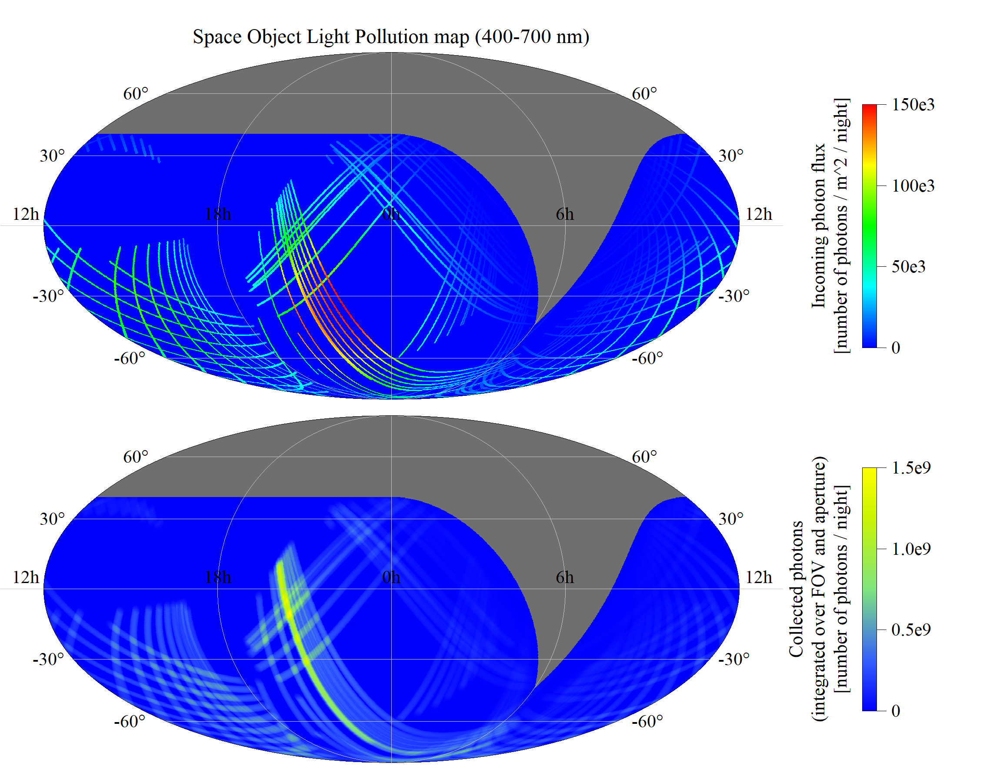 Space Object Light Pollution map (400-700 nm)
60°
60°
30°
30°
12h
18h
0h
6h
12h
-30°
-30°
-60°
-60°
Incoming photon flux
[number of photons / m^2 / night]
150e3
100e3
50e3
0
60°
60°
30°
30°
12h
18h
0h
6h
12h
-30°
-30°
-60°
-60°
Collected photons
(integrated over FOV and aperture)
[number of photons / night]
1.5e9
1.0e9
0.5e9
0